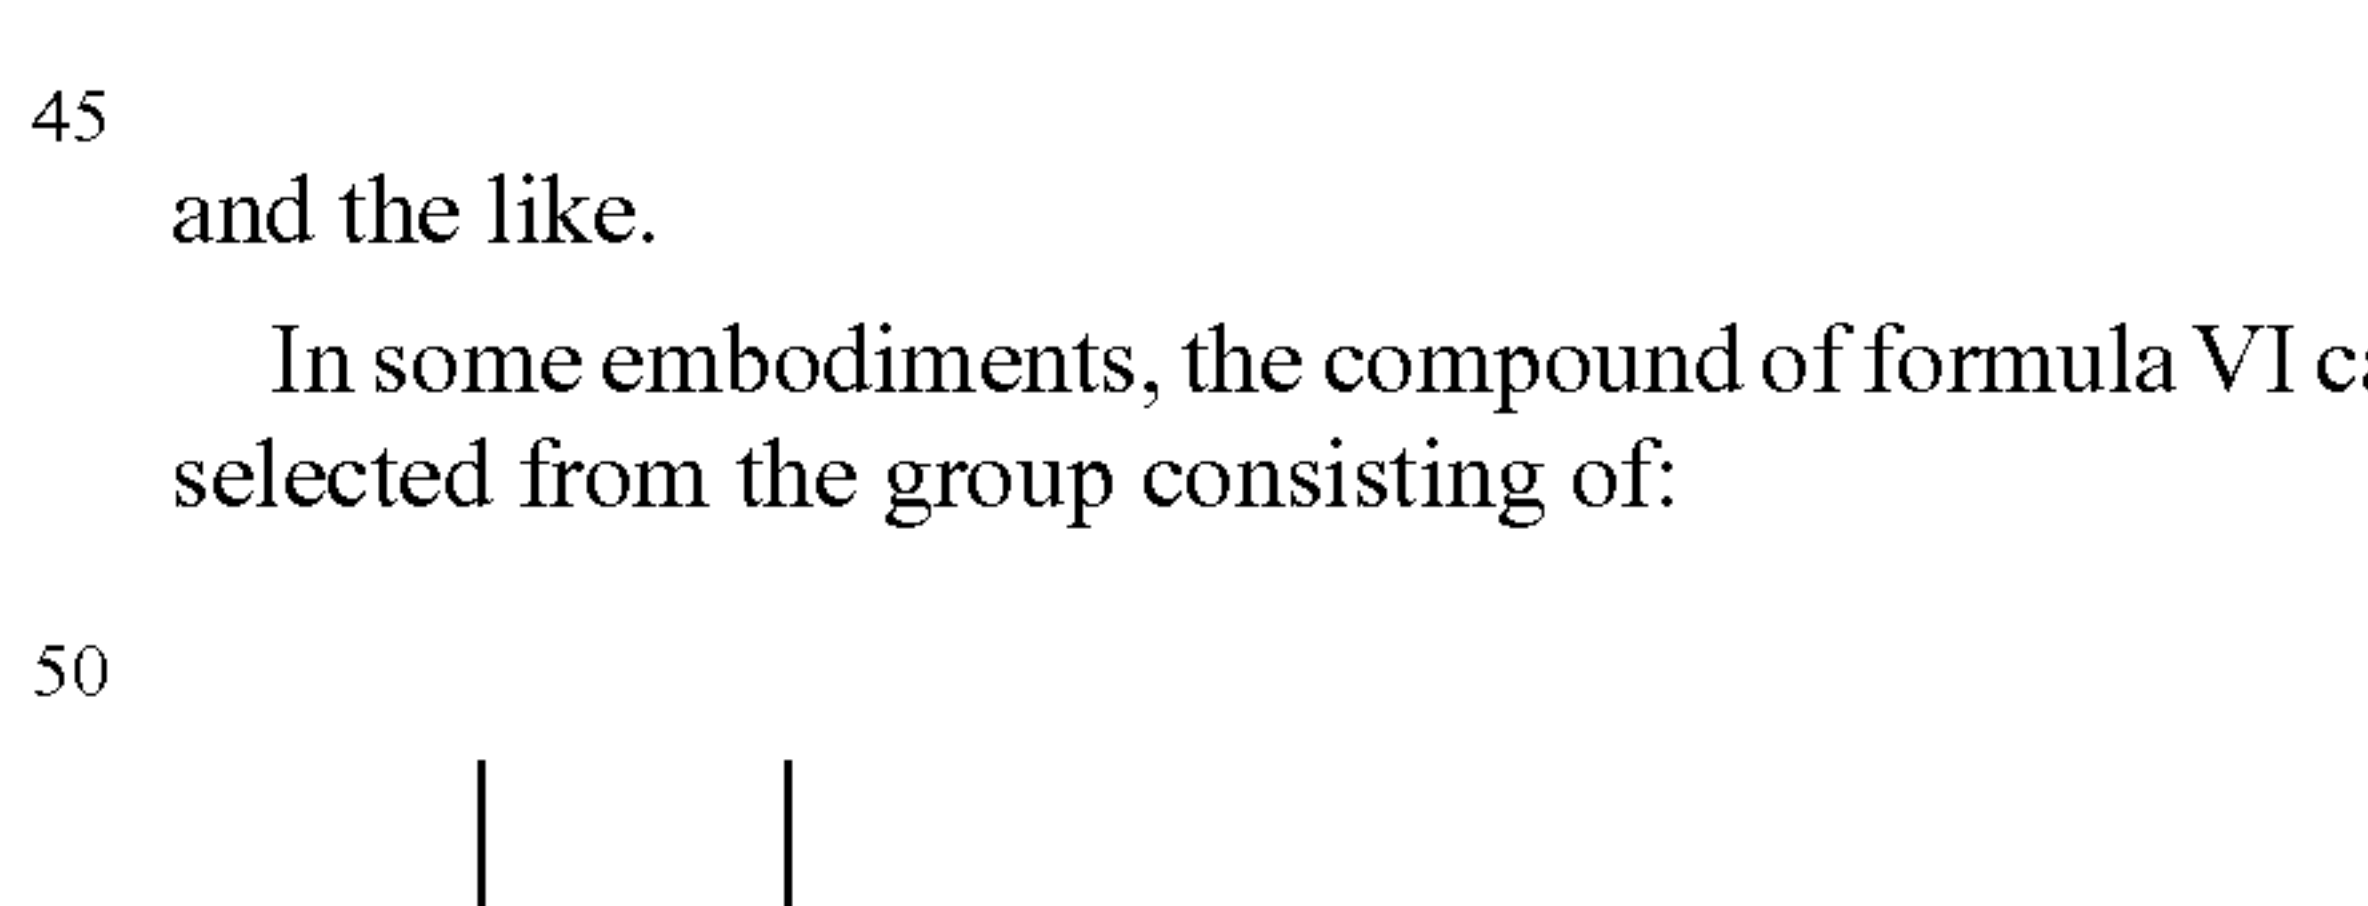 45
and the like.
In some embodiments, the compound of formula VI
selected from the group consisting of:
50